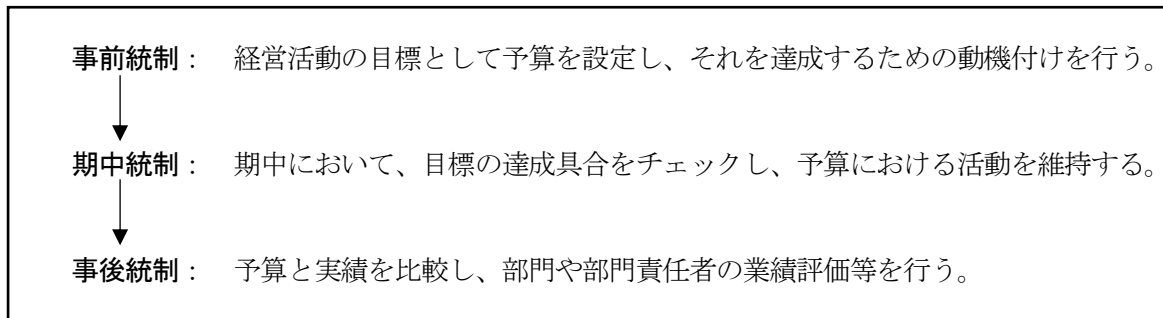 事前統制： 経営活動の目標として予算を設定し、それを達成するための動機付けを行う。
期中統制： 期中において、目標の達成具合をチェックし、予算における活動を維持する。
事後統制： 予算と実績を比較し、部門や部門責任者の業績評価等を行う。